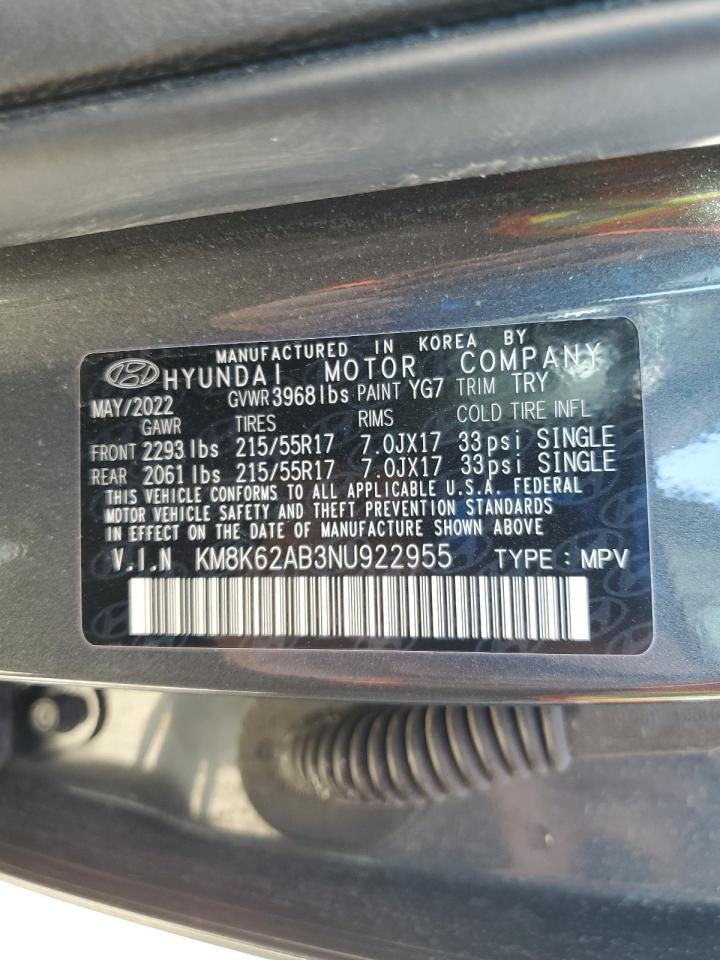 MANUFACTURED IN KOREA BY
HYUNDAI MOTOR COMPANY
MAY/2022 GVWR 3968lbs PAINT YG7 TRIM TRY
GAWR TIRES RIMS COLD TIRE INFL
FRONT 2293 lbs 215/55R17 7.0JX17 33psi SINGLE
REAR 2061 lbs 215/55R17 7.0JX17 33psi SINGLE
THIS VEHICLE CONFORMS TO ALL APPLICABLE U.S.A. FEDERAL
MOTOR VEHICLE SAFETY AND THEFT PREVENTION STANDARDS
IN EFFECT ON THE DATE OF MANUFACTURE SHOWN ABOVE
V.I.N KM8K62AB3NU922955 TYPE : MPV